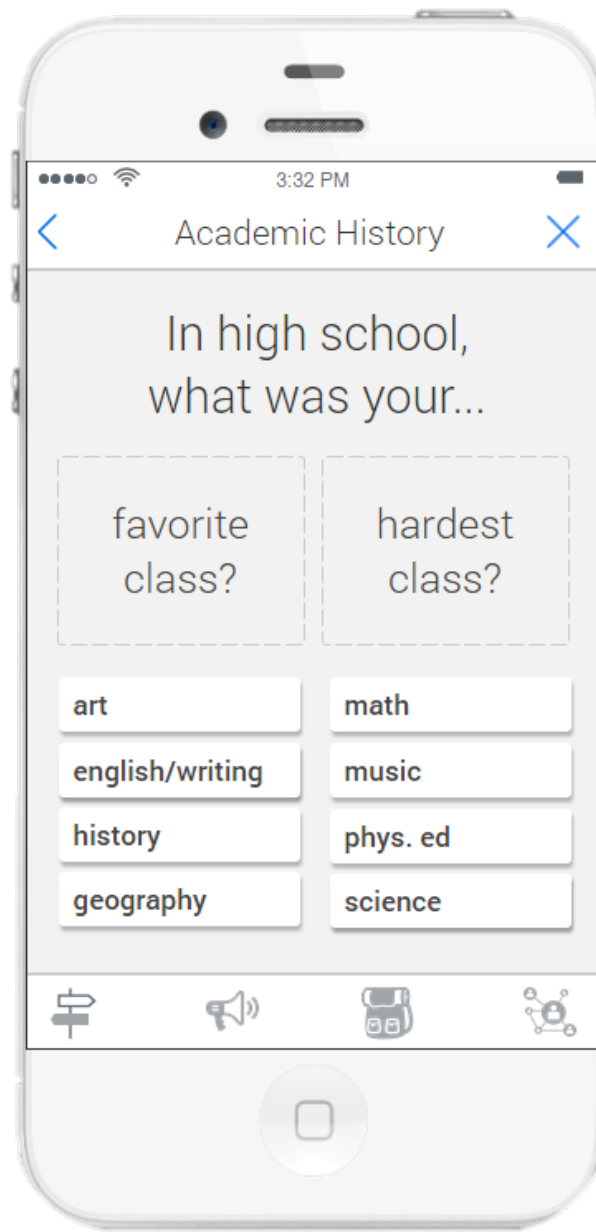 3:32 PM
Academic History
In high school,
what was your...
favorite
class?
hardest
class?
art
math
english/writing
music
history
phys. ed
geography
science